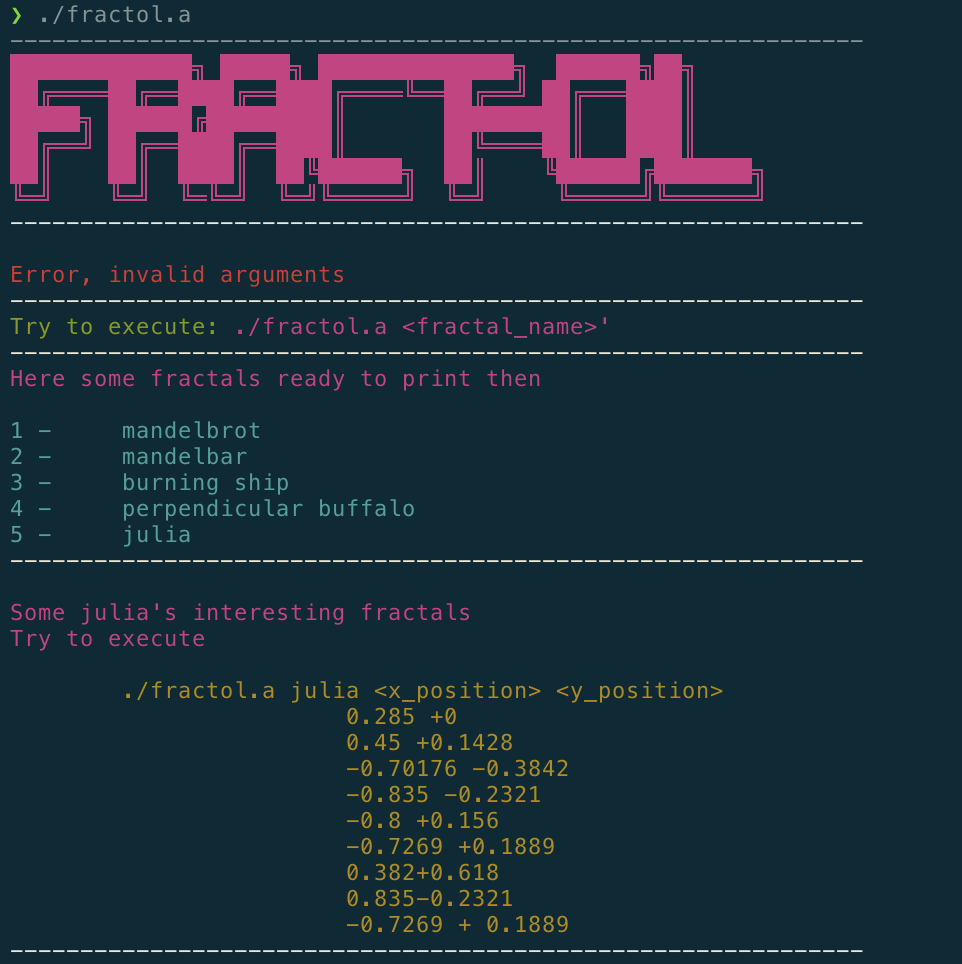 ❯ ./fractol.a
FRACT OL
Error, invalid arguments
Try to execute: ./fractol.a <fractal_name>'
Here some fractals ready to print then
1 -     mandelbrot
2 -     mandelbar
3 -     burning ship
4 -     perpendicular buffalo
5 -     julia
Some julia's interesting fractals
Try to execute
./fractol.a julia <x_position> <y_position>
0.285 +0
0.45 +0.1428
-0.70176 -0.3842
-0.835 -0.2321
-0.8 +0.156
-0.7269 +0.1889
0.382+0.618
0.835-0.2321
-0.7269 + 0.1889